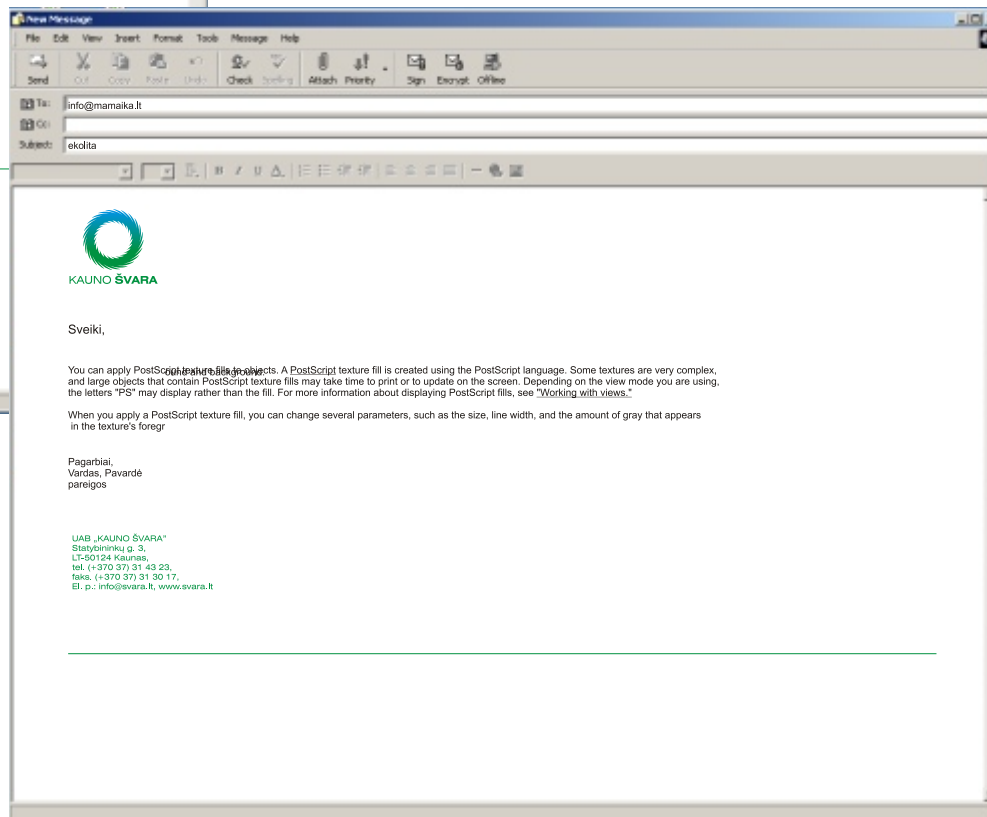 New Message
File Edit View Insert Format Tools Message Help
Send Cut Copy Paste Undo Check Spelling Attach Priority Sign Encrypt Offline
To: info@mamaika.lt
Cc:
Subject: ekolita
B I U A
KAUNO ŠVARA
Sveiki,
You can apply PostScript texture fills to objects. A PostScript texture fill is created using the PostScript language. Some textures are very complex,
ound and background.
and large objects that contain PostScript texture fills may take time to print or to update on the screen. Depending on the view mode you are using,
the letters "PS" may display rather than the fill. For more information about displaying PostScript fills, see "Working with views."
When you apply a PostScript texture fill, you can change several parameters, such as the size, line width, and the amount of gray that appears
in the texture's foregr
Pagarbiai,
Vardas, Pavardė
pareigos
UAB „KAUNO ŠVARA"
Statybininkų g. 3,
LT-50124 Kaunas,
tel. (+370 37) 31 43 23,
faks. (+370 37) 31 30 17,
El. p.: info@svara.lt, www.svara.lt